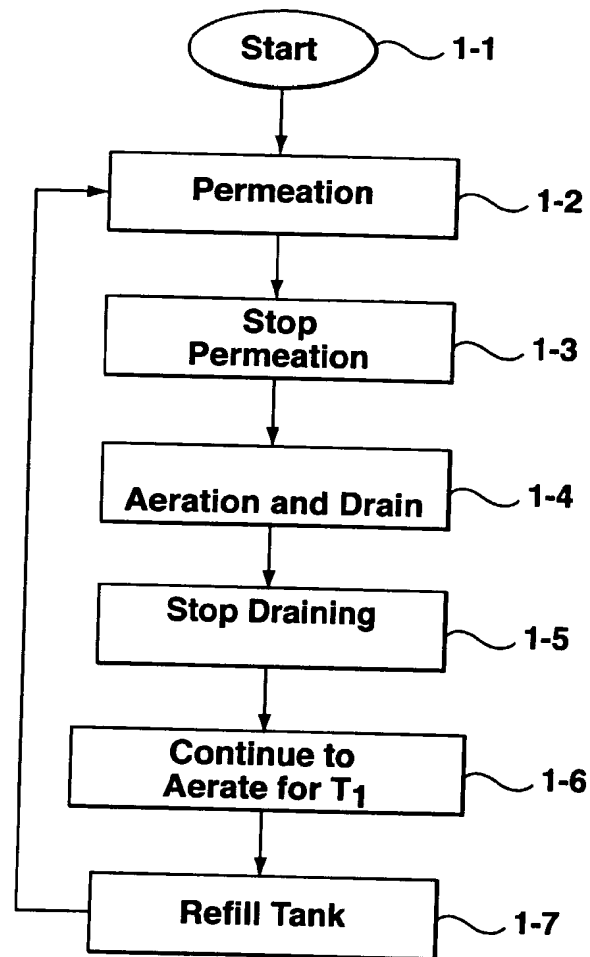 Start
1-1
Permeation
1-2
Stop
Permeation
1-3
Aeration and Drain
1-4
Stop Draining
1-5
Continue to
Aerate for T1
1-6
Refill Tank
1-7